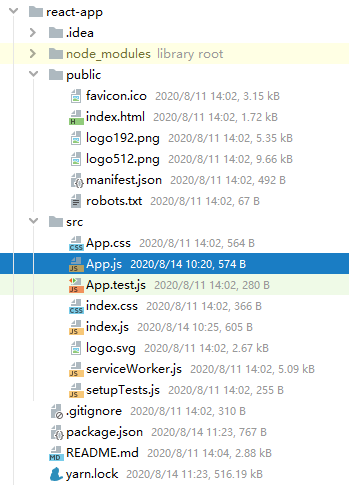 react-app
.idea
node_modules library root
public
favicon.ico 2020/8/11 14:02, 3.15 kB
index.html 2020/8/11 14:02, 1.72 kB
logo192.png 2020/8/11 14:02, 5.35 kB
logo512.png 2020/8/11 14:02, 9.66 kB
manifest.json 2020/8/11 14:02, 492 B
robots.txt 2020/8/11 14:02, 67 B
src
App.css 2020/8/11 14:02, 564 B
App.js 2020/8/14 10:20, 574 B
App.test.js 2020/8/11 14:02, 280 B
index.css 2020/8/11 14:02, 366 B
index.js 2020/8/14 10:25, 605 B
logo.svg 2020/8/11 14:02, 2.67 kB
serviceWorker.js 2020/8/11 14:02, 5.09 kB
setupTests.js 2020/8/11 14:02, 255 B
.gitignore 2020/8/11 14:02, 310 B
package.json 2020/8/14 11:23, 767 B
README.md 2020/8/11 14:04, 2.88 kB
yarn.lock 2020/8/14 11:23, 516.19 kB